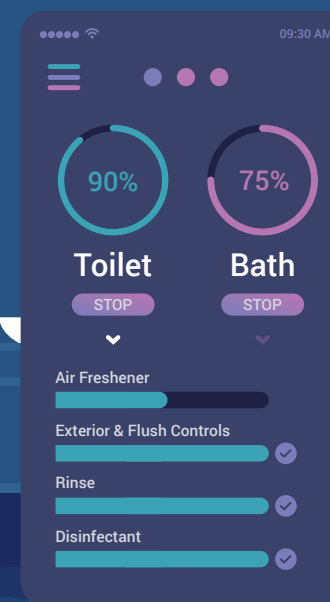 09:30 AM
90%
75%
Toilet
Bath
STOP
STOP
Air Freshener
Exterior & Flush Controls
Rinse
Disinfectant